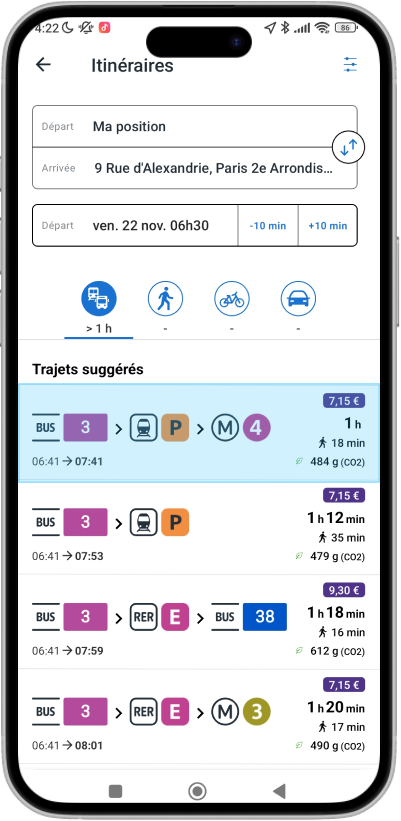 4:22 86
Itinéraires
Départ Ma position
Arrivée 9 Rue d'Alexandrie, Paris 2e Arrondis...
Départ ven. 22 nov. 06h30 -10 min +10 min
> 1 h - - -
Trajets suggérés
7,15 €
BUS 3 > P > M 4 1 h
18 min
06:41 → 07:41 484 g (CO2)
7,15 €
BUS 3 > P 1 h 12 min
35 min
06:41 → 07:53 479 g (CO2)
9,30 €
BUS 3 > RER E > BUS 38 1 h 18 min
16 min
06:41 → 07:59 612 g (CO2)
7,15 €
BUS 3 > RER E > M 3 1 h 20 min
17 min
06:41 → 08:01 490 g (CO2)